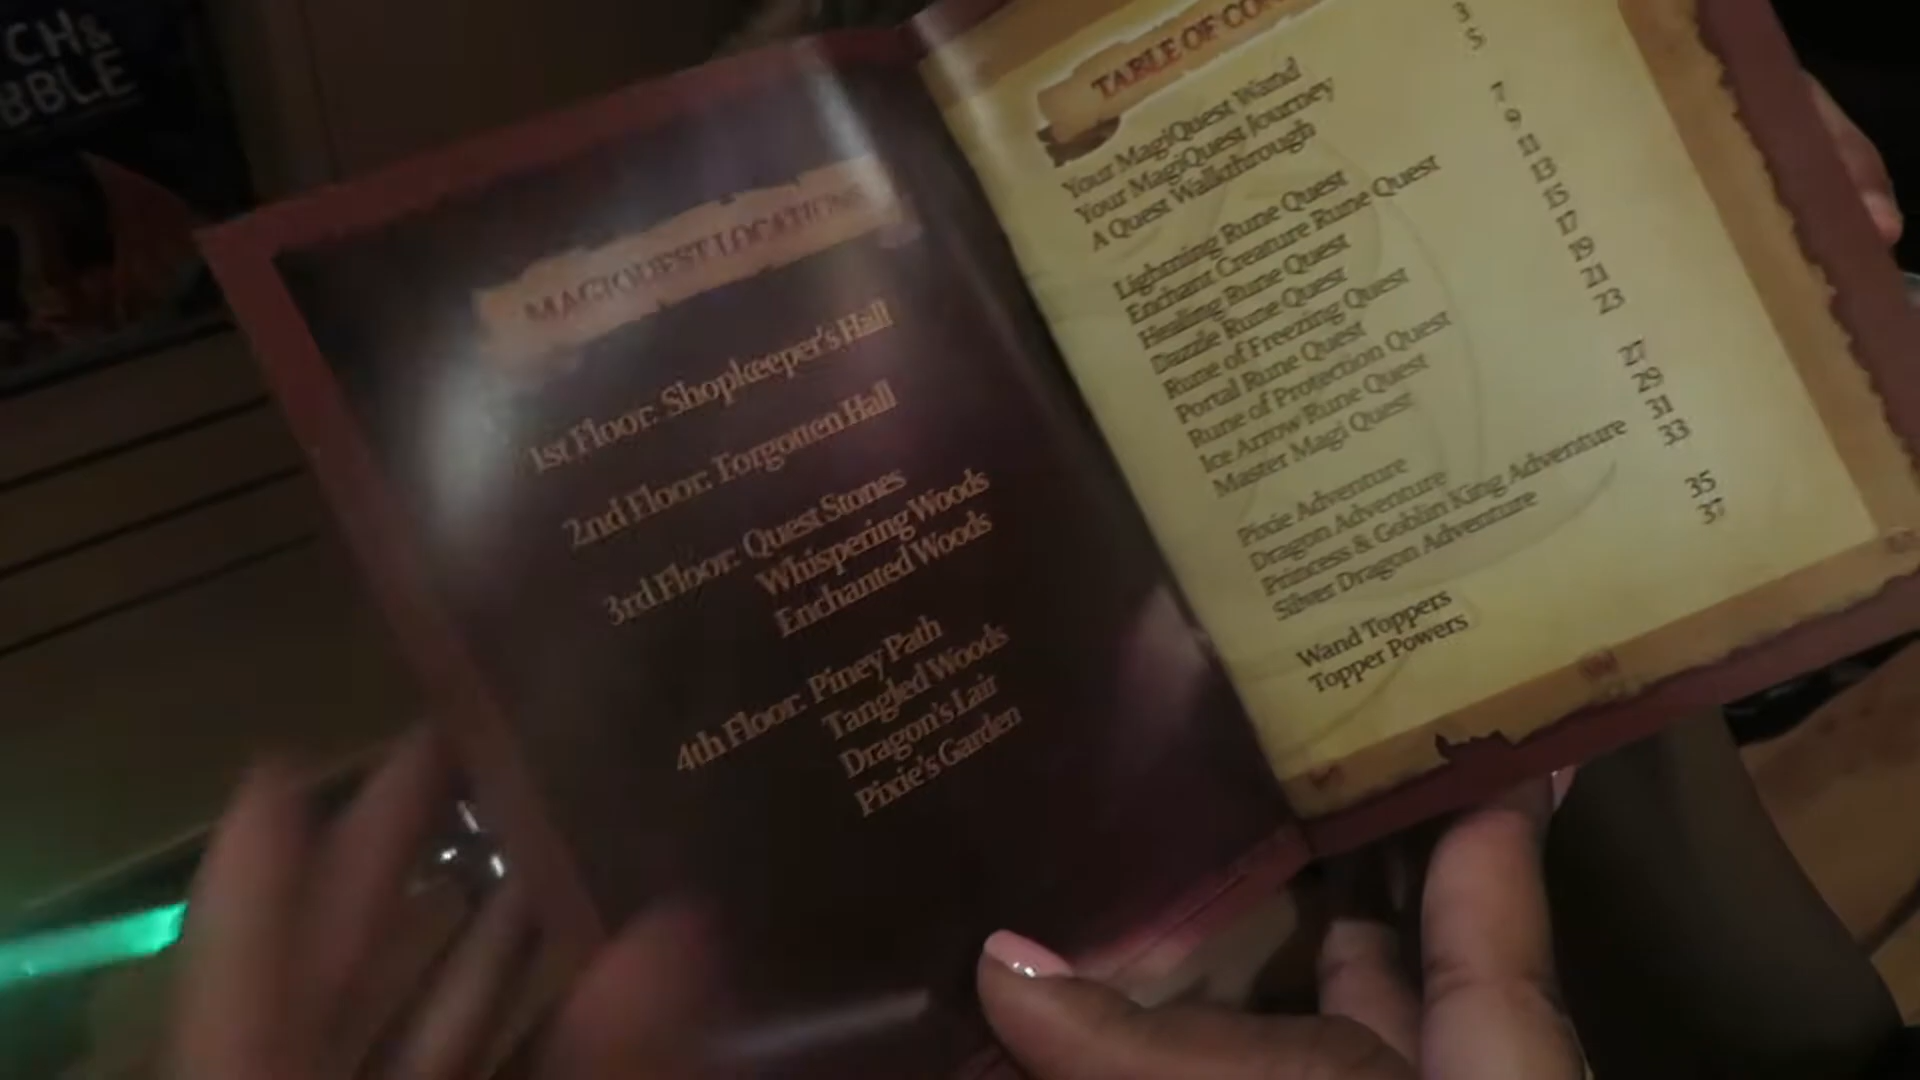 CH&
BBLE
MAGIQUEST LOCATIONS
1st Floor: Shopkeeper's Hall
2nd Floor: Forgotten Hall
3rd Floor: Quest Stones
Whispering Woods
Enchanted Woods
4th Floor: Piney Path
Tangled Woods
Dragon's Lair
Pixie's Garden
TABLE OF CON
Your MagiQuest Wand
Your MagiQuest Journey
A Quest Walkthrough
Lightning Rune Quest
Enchant Creature Rune Quest
Healing Rune Quest
Dazzle Rune Quest
Rune of Freezing Quest
Portal Rune Quest
Rune of Protection Quest
Ice Arrow Rune Quest
Master Magi Quest
Pixie Adventure
Dragon Adventure
Princess & Goblin King Adventure
Silver Dragon Adventure
Wand Toppers
Topper Powers
3
5
7
9
11
13
15
17
19
21
23
27
29
31
33
35
37